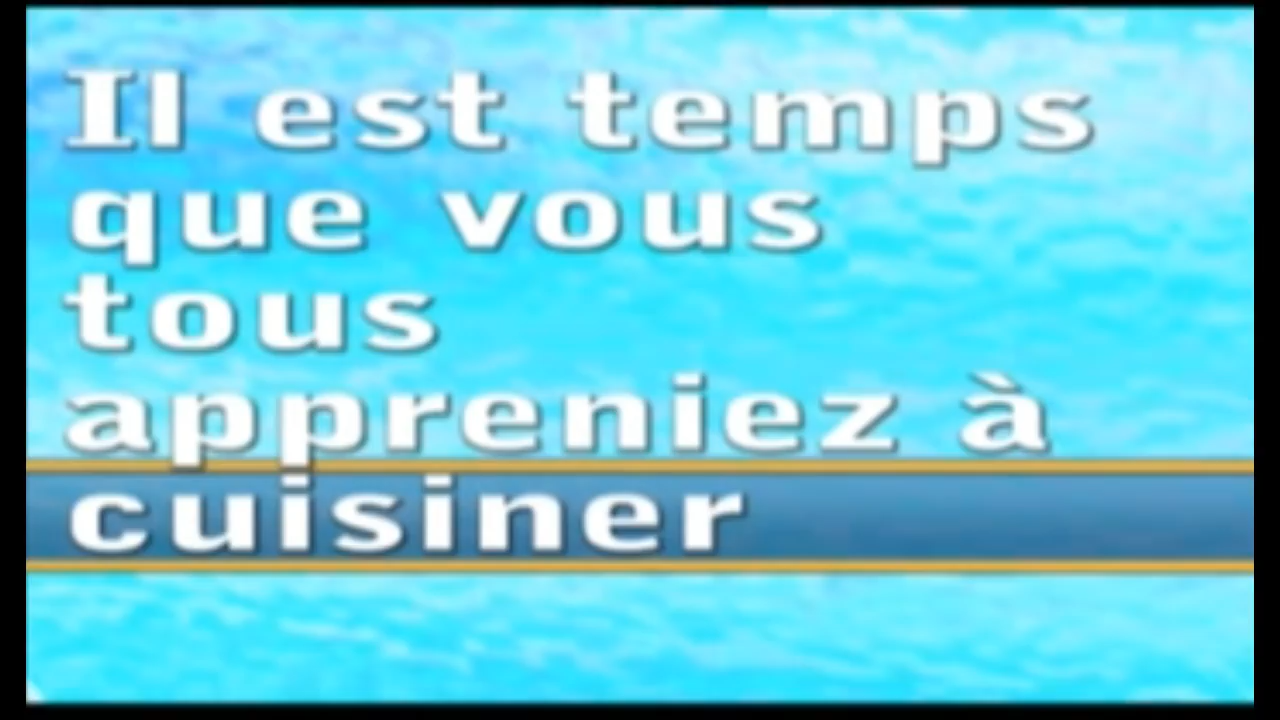 Il est temps
que vous
tous
appreniez à
cuisiner